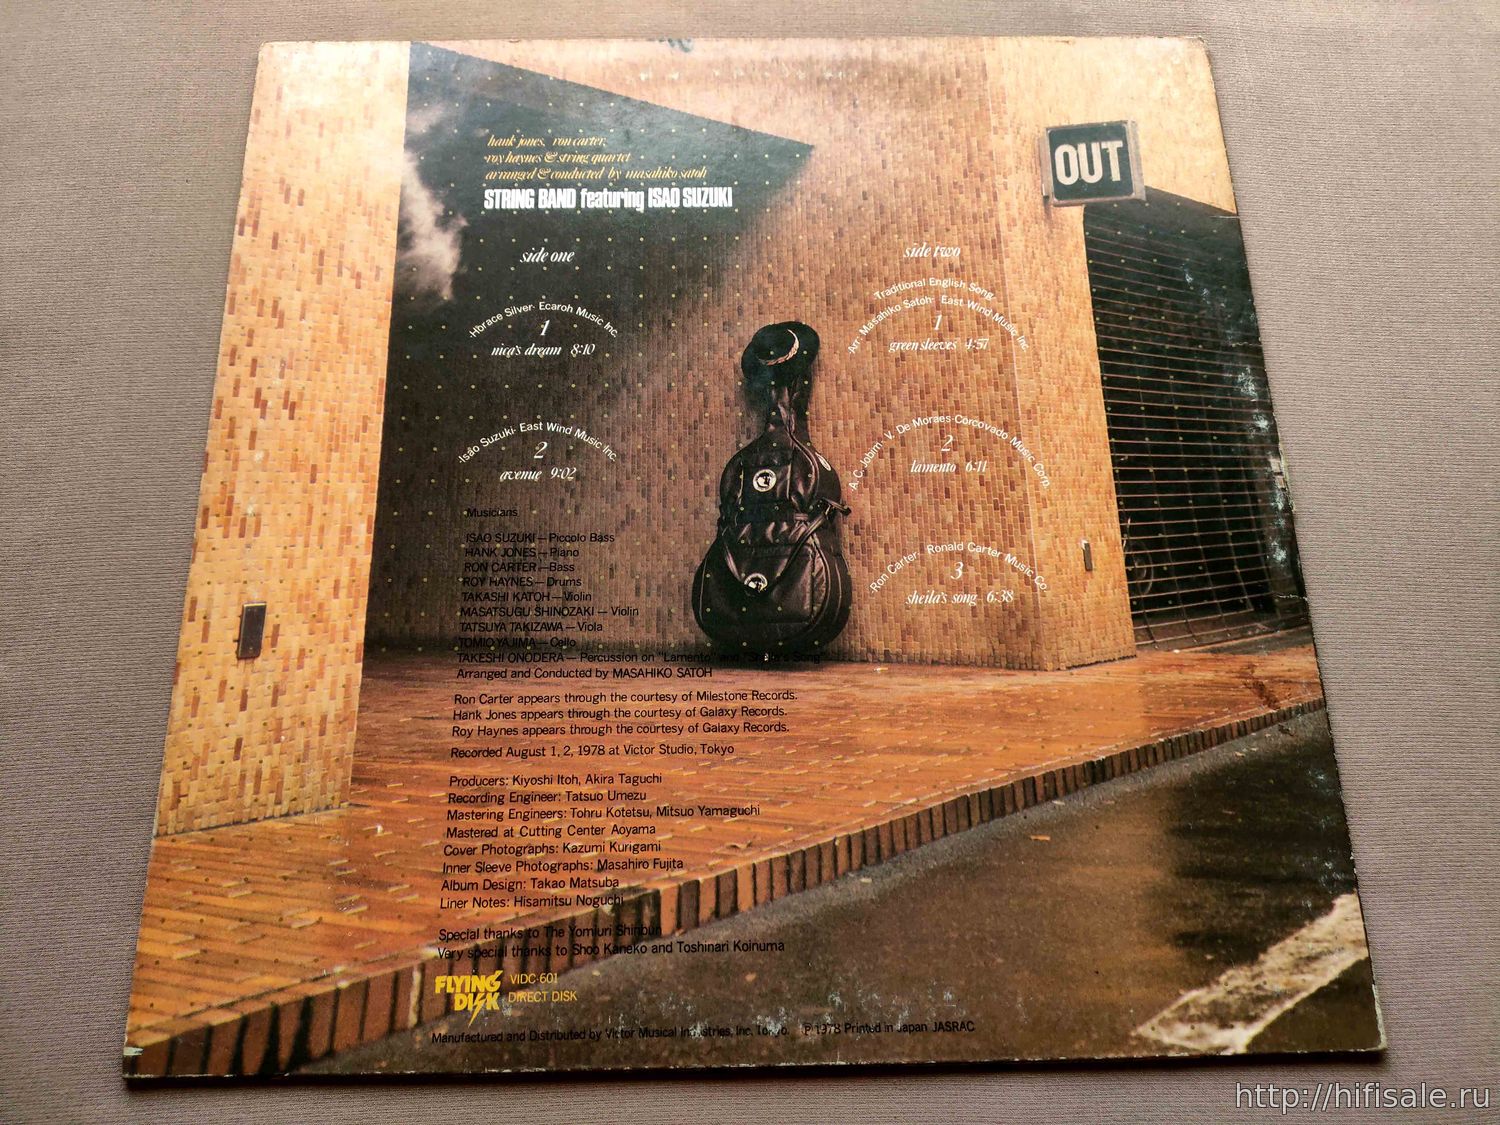 hank jones, ron carter,
roy haynes & string quartet
arranged & conducted by masahiko satoh
STRING BAND featuring ISAO SUZUKI
OUT
side one
·Horace Silver· Ecaroh Music Inc.
1
nica's dream 8:10
·Isao Suzuki· East Wind Music Inc.
2
avenue 9:02
side two
Traditional English Song
Arr. Masahiko Satoh· East Wind Music Inc.
1
green sleeves 4:57
A.C. Jobim· V. De Moraes·Corcovado Music Corp.
2
lamento 6:11
·Ron Carter· Ronald Carter Music Co.
3
sheila's song 6:38
Musicians
ISAO SUZUKI — Piccolo Bass
HANK JONES — Piano
RON CARTER — Bass
ROY HAYNES — Drums
TAKASHI KATOH — Violin
MASATSUGU SHINOZAKI — Violin
TATSUYA TAKIZAWA — Viola
TOMIO YAJIMA — Cello
TAKESHI ONODERA — Percussion on "Lamento" and "Sheila's Song"
Arranged and Conducted by MASAHIKO SATOH
Ron Carter appears through the courtesy of Milestone Records.
Hank Jones appears through the courtesy of Galaxy Records.
Roy Haynes appears through the courtesy of Galaxy Records.
Recorded August 1, 2, 1978 at Victor Studio, Tokyo
Producers: Kiyoshi Itoh, Akira Taguchi
Recording Engineer: Tatsuo Umezu
Mastering Engineers: Tohru Kotetsu, Mitsuo Yamaguchi
Mastered at Cutting Center Aoyama
Cover Photographs: Kazumi Kurigami
Inner Sleeve Photographs: Masahiro Fujita
Album Design: Takao Matsuba
Liner Notes: Hisamitsu Noguchi
Special thanks to The Yomiuri Shinbun
Very special thanks to Shoo Kaneko and Toshinari Koinuma
FLYING DISK
VIDC-601
DIRECT DISK
Manufactured and Distributed by Victor Musical Industries, Inc. Tokyo. Ⓟ 1978 Printed in Japan JASRAC
http://hifisale.ru